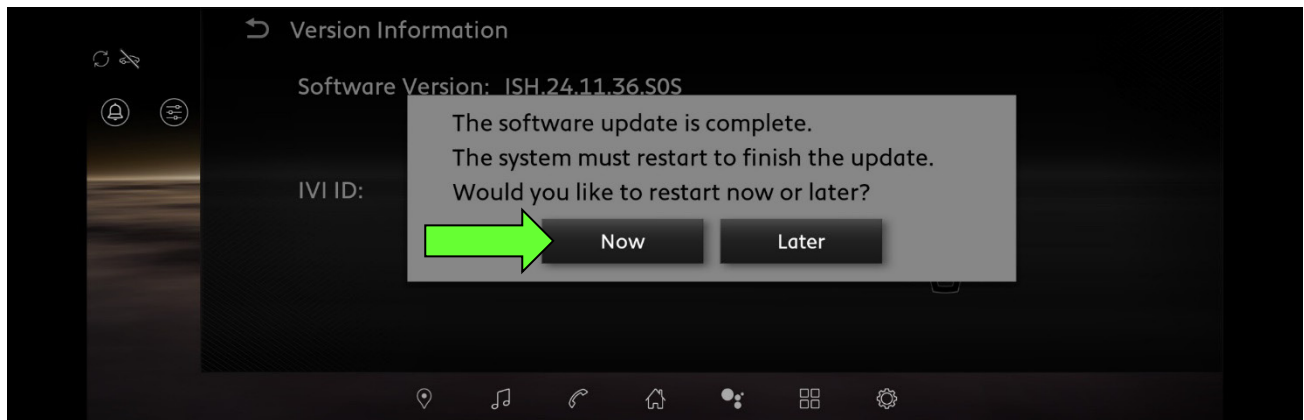 Version Information
Software Version: ISH.24.11.36.S0S
The software update is complete.
The system must restart to finish the update.
IVI ID:
Would you like to restart now or later?
Now Later